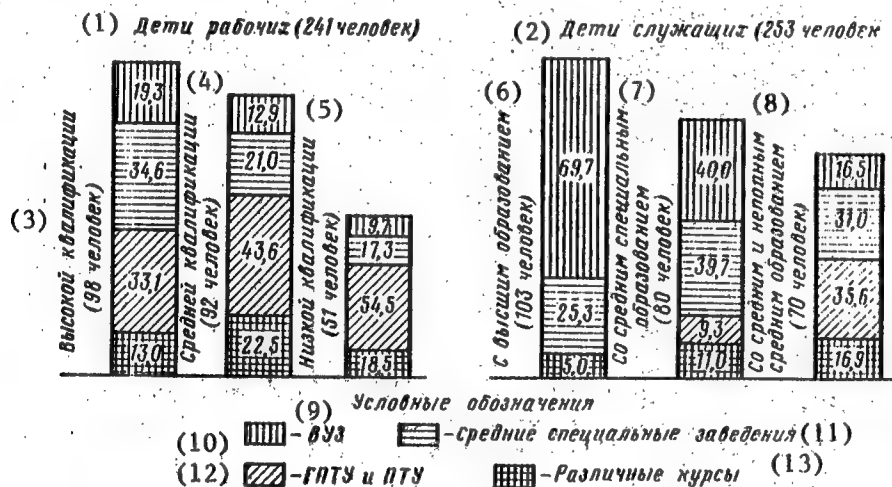 (1) Дети рабочих (241 человек)
(2) Дети служащих (253 человек
(3)
Высокой квалификации
(98 человек)
19,3
34,6
33,1
13,0
(4)
Средней квалификации
(92 человек)
12,9
21,0
43,6
22,5
(5)
Низкой квалификации
(51 человек)
9,7
17,3
54,5
18,5
(6)
С высшим образованием
(103 человек)
69,7
25,3
5,0
(7)
Со средним специальным
образованием
(80 человек)
40,0
39,7
9,3
11,0
(8)
Со средним и неполным
средним образованием
(70 человек)
16,5
31,0
35,6
16,9
(9) Условные обозначения
(10) -ВУЗ -Средние специальные заведения (11)
(12) -ГПТУ и ПТУ -Различные курсы (13)